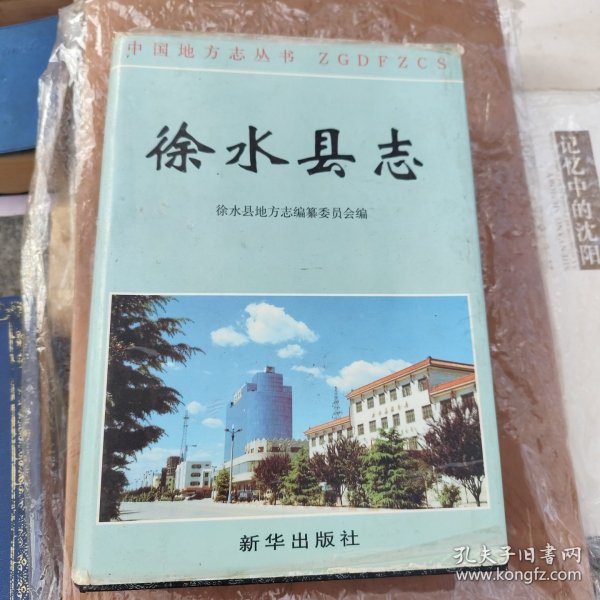 中国地方志丛书 ZGDFZCS
徐水县志
徐水县地方志编纂委员会编
新华出版社
记忆中的沈阳
孔夫子旧书网
www.kongfz.com